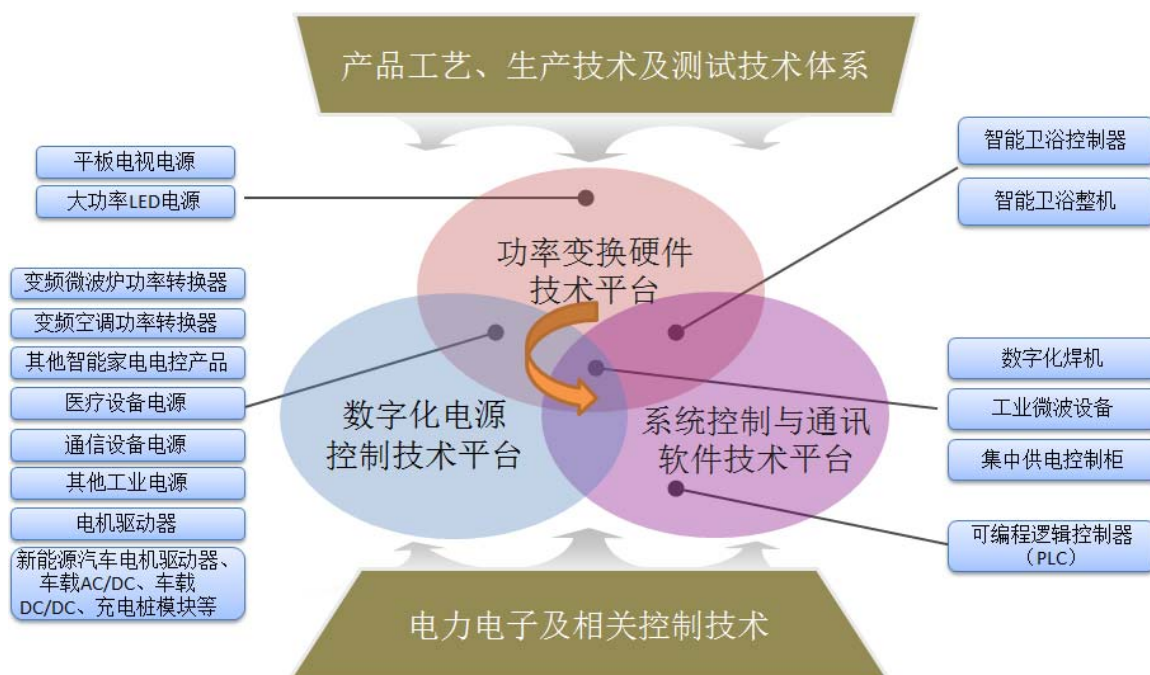 产品工艺、生产技术及测试技术体系
平板电视电源
大功率LED电源
变频微波炉功率转换器
变频空调功率转换器
其他智能家电电控产品
医疗设备电源
通信设备电源
其他工业电源
电机驱动器
新能源汽车电机驱动器、
车载AC/DC、车载
DC/DC、充电桩模块等
功率变换硬件
技术平台
数字化电源
控制技术平台
系统控制与通讯
软件技术平台
智能卫浴控制器
智能卫浴整机
数字化焊机
工业微波设备
集中供电控制柜
可编程逻辑控制器
（PLC）
电力电子及相关控制技术